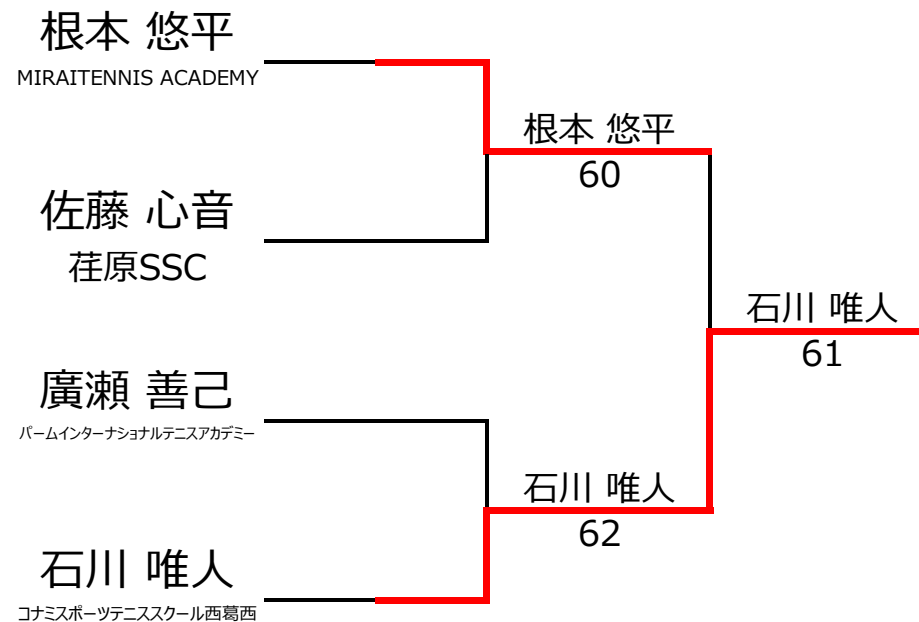 根本 悠平
MIRAITENNIS ACADEMY
根本 悠平
60
佐藤 心音
荏原SSC
石川 唯人
61
廣瀬 善己
パームインターナショナルテニスアカデミー
石川 唯人
62
石川 唯人
コナミスポーツテニススクール西葛西